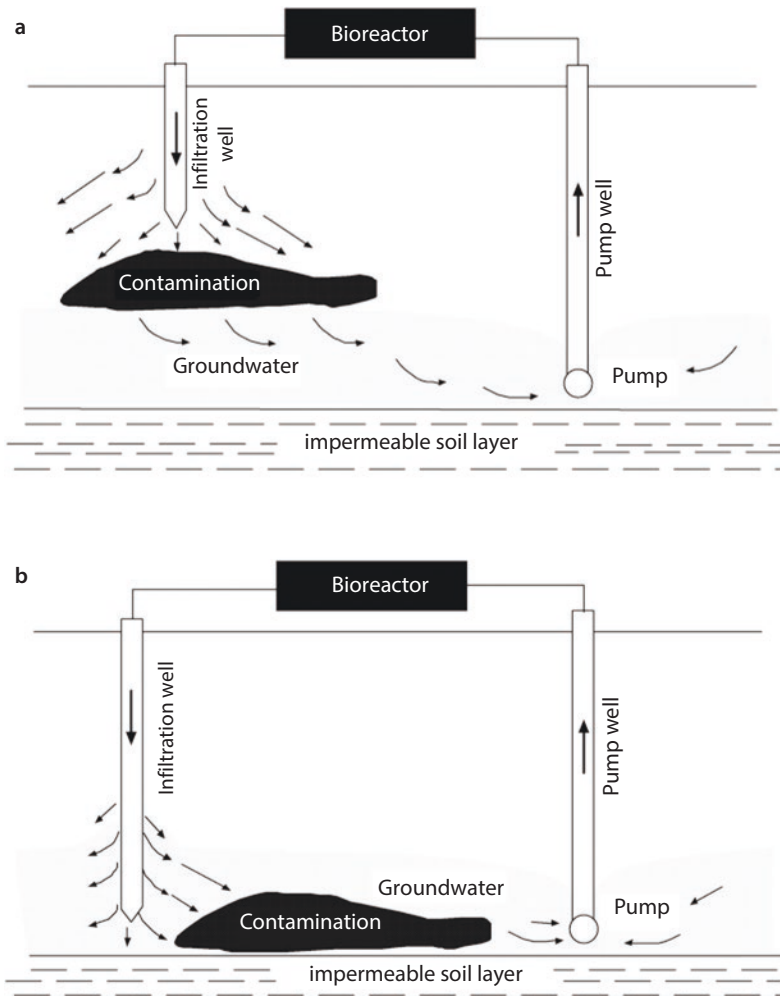 a
Bioreactor
Infiltration
well
Pump well
Contamination
Groundwater
Pump
impermeable soil layer
b
Bioreactor
Infiltration well
Pump well
Groundwater
Contamination
Pump
impermeable soil layer